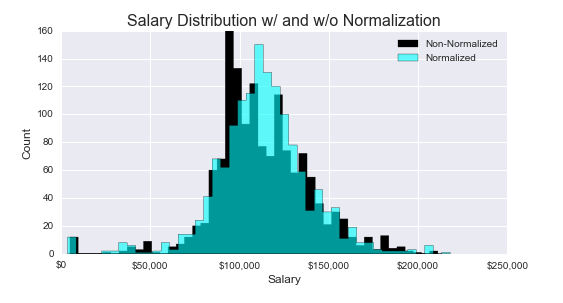 Salary Distribution w/ and w/o Normalization
160
140
120
100
80
60
40
20
0
Count
Non-Normalized
Normalized
$0 $50,000 $100,000 $150,000 $200,000 $250,000
Salary